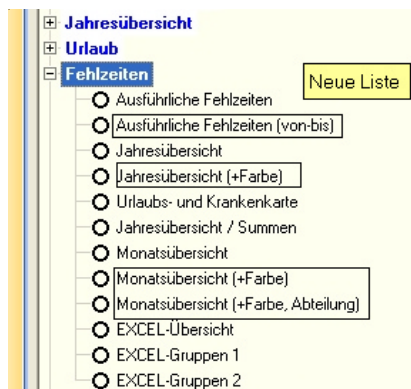 Jahresübersicht
Urlaub
Fehlzeiten
Neue Liste
Ausführliche Fehlzeiten
Ausführliche Fehlzeiten (von-bis)
Jahresübersicht
Jahresübersicht (+Farbe)
Urlaubs- und Krankenkarte
Jahresübersicht / Summen
Monatsübersicht
Monatsübersicht (+Farbe)
Monatsübersicht (+Farbe, Abteilung)
EXCEL-Übersicht
EXCEL-Gruppen 1
EXCEL-Gruppen 2